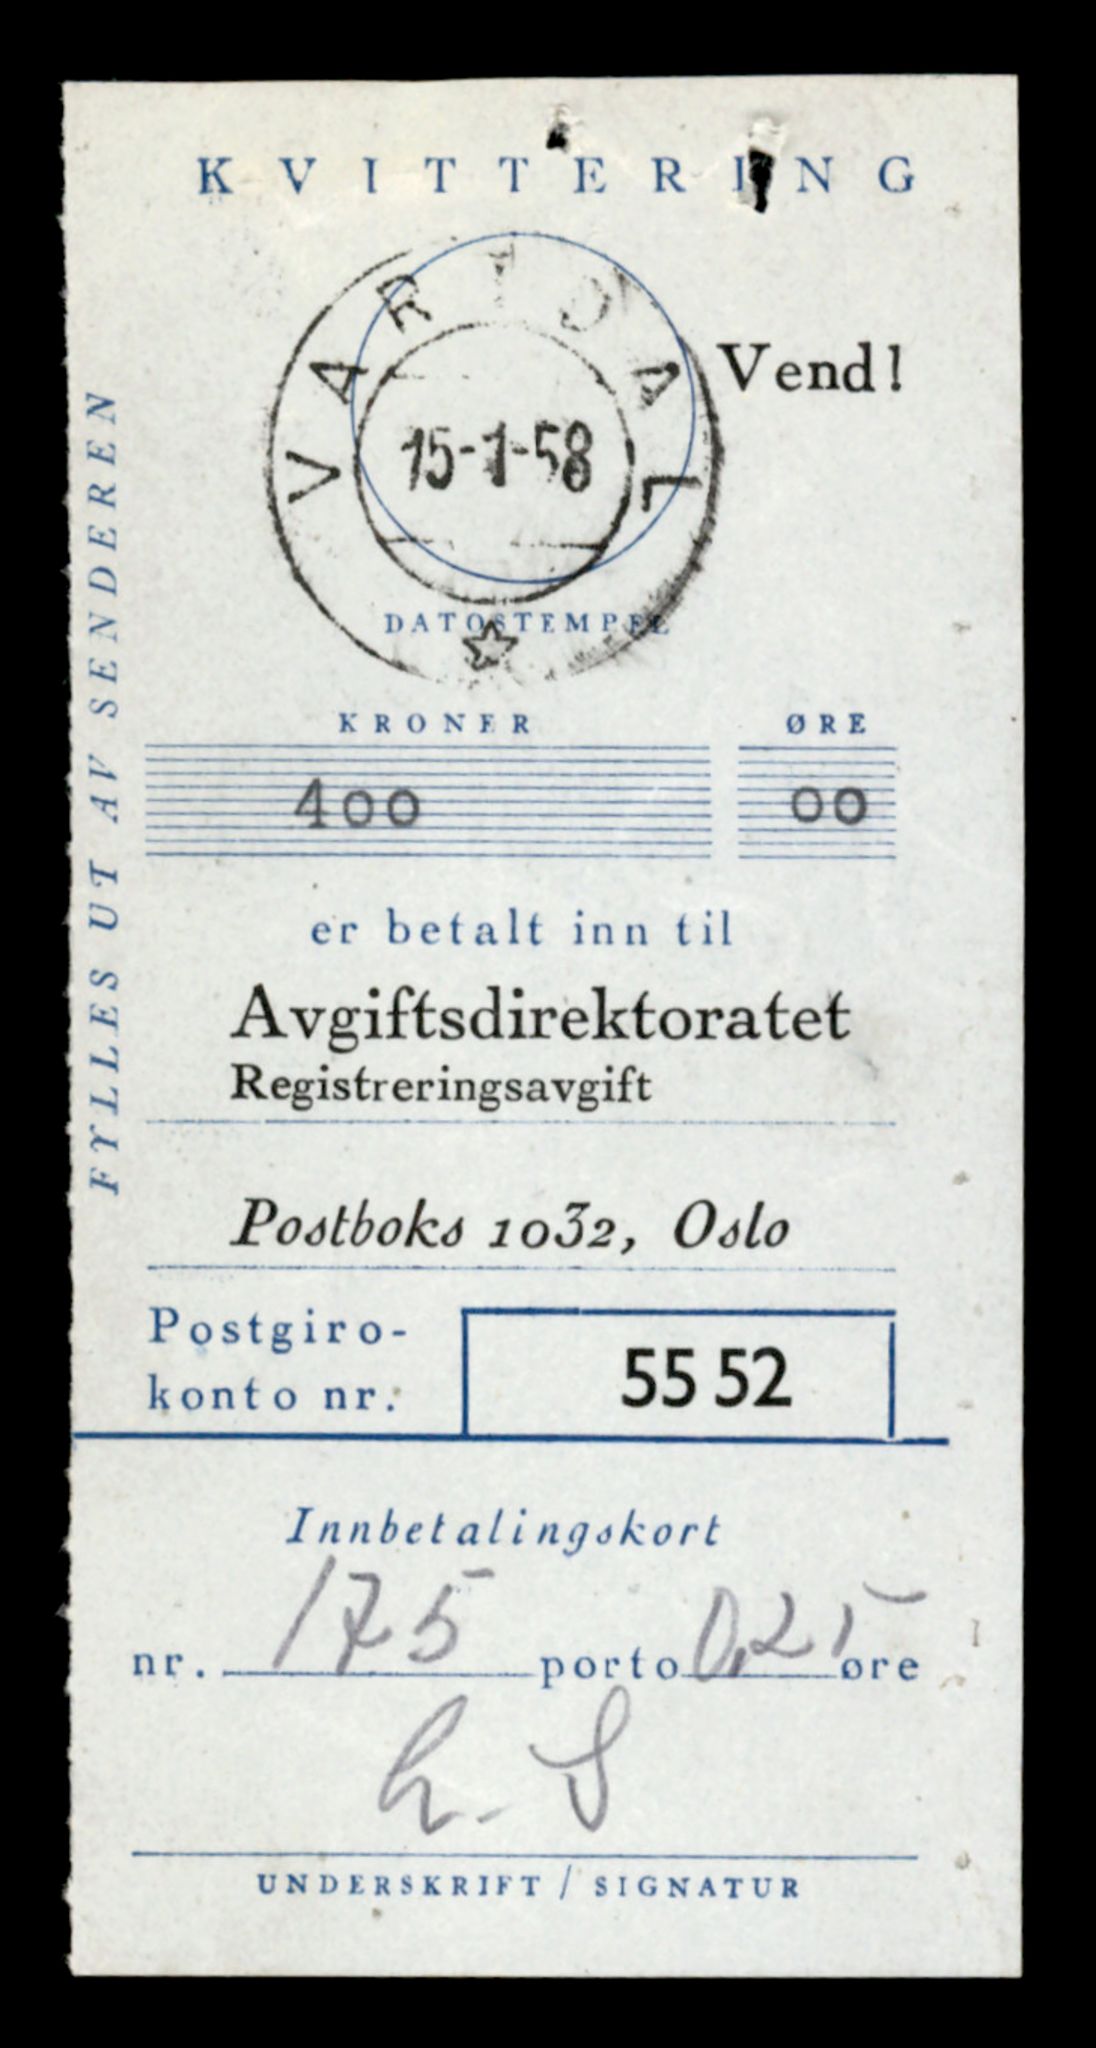 KVITTERING
VARTDAL
15-1-58
Vend!
DATOSTEMPEL
FYLLES UT AV SENDEREN
KRONER ØRE
400 00
er betalt inn til
Avgiftsdirektoratet
Registreringsavgift
Postboks 1032, Oslo
Postgiro-
konto nr. 55 52
Innbetalingskort
nr. 175 porto 0,25 øre
UNDERSKRIFT / SIGNATUR